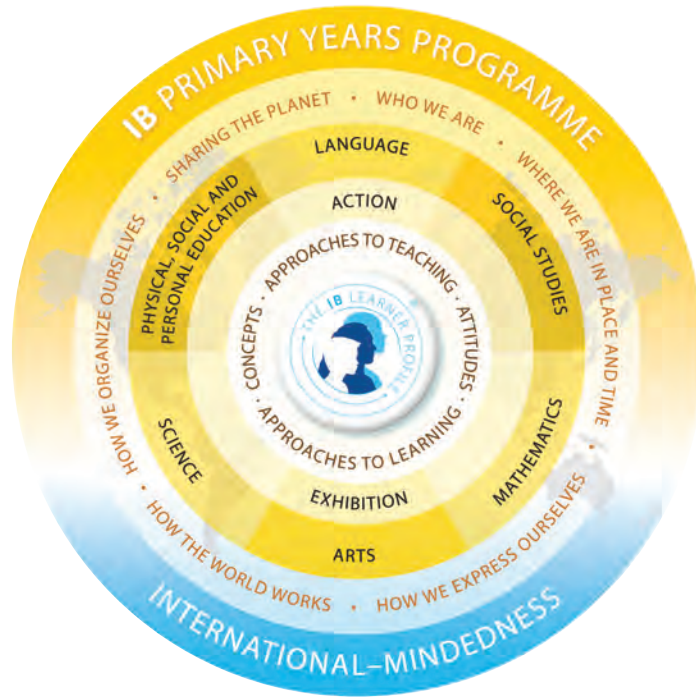 IB PRIMARY YEARS PROGRAMME
SHARING THE PLANET • WHO WE ARE • WHERE WE ARE IN PLACE AND TIME •
HOW WE ORGANIZE OURSELVES •
LANGUAGE
PHYSICAL, SOCIAL AND
PERSONAL EDUCATION
SOCIAL STUDIES
ACTION
APPROACHES TO TEACHING •
CONCEPTS •
ATTITUDES •
THE IB LEARNER PROFILE
APPROACHES TO LEARNING •
SCIENCE
MATHEMATICS
EXHIBITION
ARTS
HOW THE WORLD WORKS • HOW WE EXPRESS OURSELVES
INTERNATIONAL–MINDEDNESS